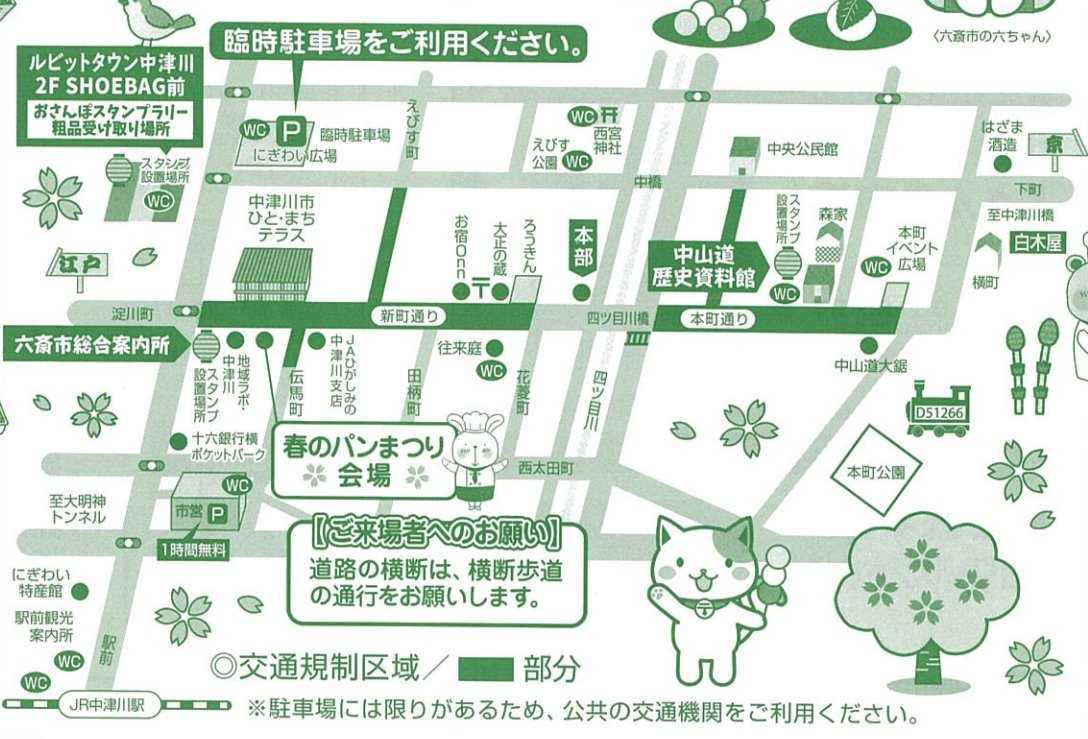 臨時駐車場をご利用ください。
〈六斎市の六ちゃん〉
ルビットタウン中津川
2F SHOEBAG前
おさんぽスタンプラリー
粗品受け取り場所
スタンプ
設置場所
WC
WC
P
臨時駐車場
にぎわい広場
えびす町
WC
西宮
神社
えびす
公園
WC
中央公民館
はざま
酒造
京
中橋
下町
至中津川橋
白木屋
横町
中津川市
ひと・まち
テラス
お宿Onn
〒
大正の蔵
ろうきん
本部
中山道
歴史資料館
スタンプ
設置場所
WC
森家
本町
イベント
広場
WC
江戸
淀川町
新町通り
四ツ目川橋
本町通り
六斎市総合案内所
スタンプ
設置場所
地域ラボ・
中津川
伝馬町
JAひがしみの
中津川支店
田柄町
往来庭
WC
花菱町
四ツ目川
中山道大鋸
D51266
十六銀行横
ポケットパーク
春のパンまつり
会場
西太田町
本町公園
至大明神
トンネル
WC
市営
P
1時間無料
【ご来場者へのお願い】
道路の横断は、横断歩道
の通行をお願いします。
にぎわい
特産館
駅前観光
案内所
WC
WC
駅前
JR中津川駅
◎交通規制区域/
部分
※駐車場には限りがあるため、公共の交通機関をご利用ください。